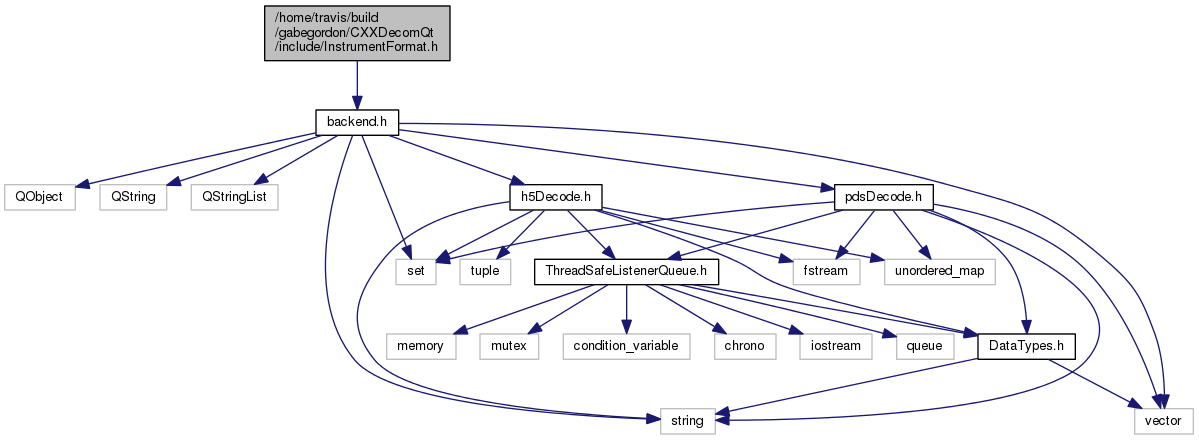 /home/travis/build
/gabegordon/CXXDecomQt
/include/InstrumentFormat.h
backend.h
QObject
QString
QStringList
h5Decode.h
pdsDecode.h
set
tuple
ThreadSafeListenerQueue.h
fstream
unordered_map
memory
mutex
condition_variable
chrono
iostream
queue
DataTypes.h
string
vector